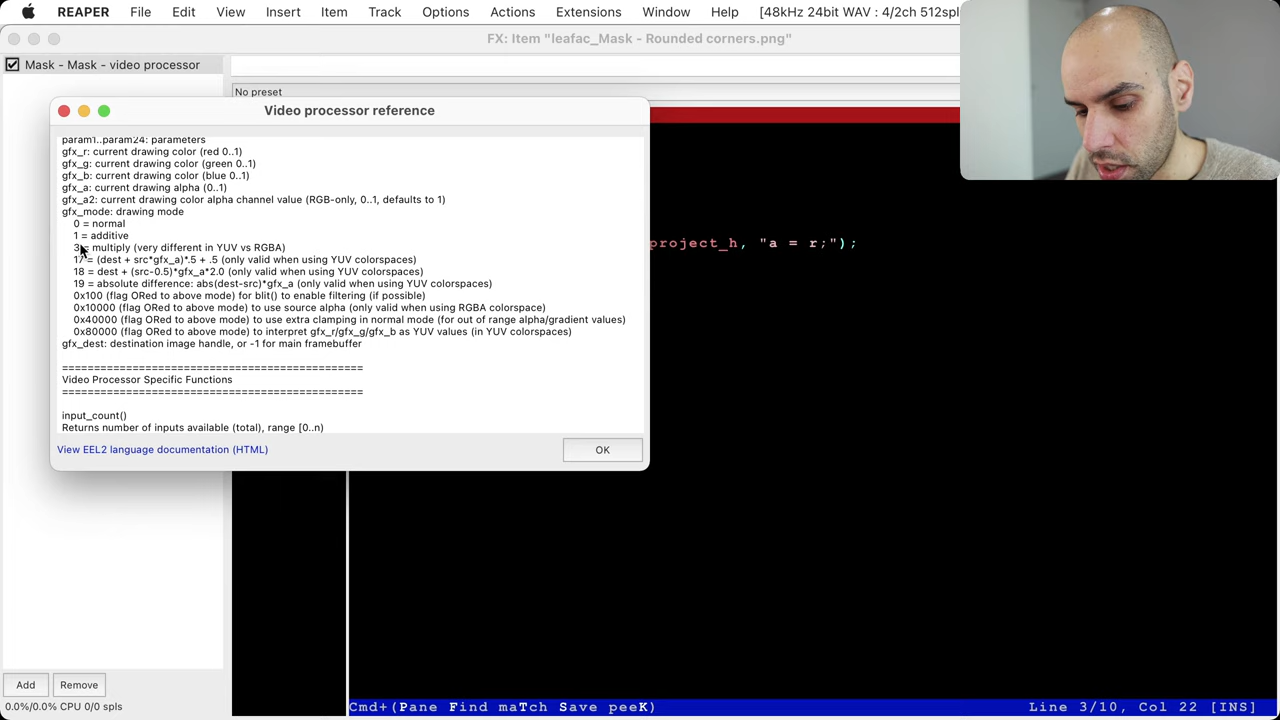 REAPER File Edit View Insert Item Track Options Actions Extensions Window Help [48kHz 24bit WAV : 4/2ch 512spl
FX: Item "leafac_Mask - Rounded corners.png"
Mask - Mask - video processor
No preset
Video processor reference
param1..param24: parameters
gfx_r: current drawing color (red 0..1)
gfx_g: current drawing color (green 0..1)
gfx_b: current drawing color (blue 0..1)
gfx_a: current drawing alpha (0..1)
gfx_a2: current drawing color alpha channel value (RGB-only, 0..1, defaults to 1)
gfx_mode: drawing mode
0 = normal
1 = additive
3 = multiply (very different in YUV vs RGBA)
17 = (dest + src*gfx_a)*.5 + .5 (only valid when using YUV colorspaces)
18 = dest + (src-0.5)*gfx_a*2.0 (only valid when using YUV colorspaces)
19 = absolute difference: abs(dest-src)*gfx_a (only valid when using YUV colorspaces)
0x100 (flag ORed to above mode) for blit() to enable filtering (if possible)
0x10000 (flag ORed to above mode) to use source alpha (only valid when using RGBA colorspace)
0x40000 (flag ORed to above mode) to use extra clamping in normal mode (for out of range alpha/gradient values)
0x80000 (flag ORed to above mode) to interpret gfx_r/gfx_g/gfx_b as YUV values (in YUV colorspaces)
gfx_dest: destination image handle, or -1 for main framebuffer
===============================================
Video Processor Specific Functions
===============================================
input_count()
Returns number of inputs available (total), range [0..n)
View EEL2 language documentation (HTML)
OK
project_h, "a = r;");
Add Remove
0.0%/0.0% CPU 0/0 spls
Cmd+(Pane Find maTch Save peeK) Line 3/10, Col 22 [INS]